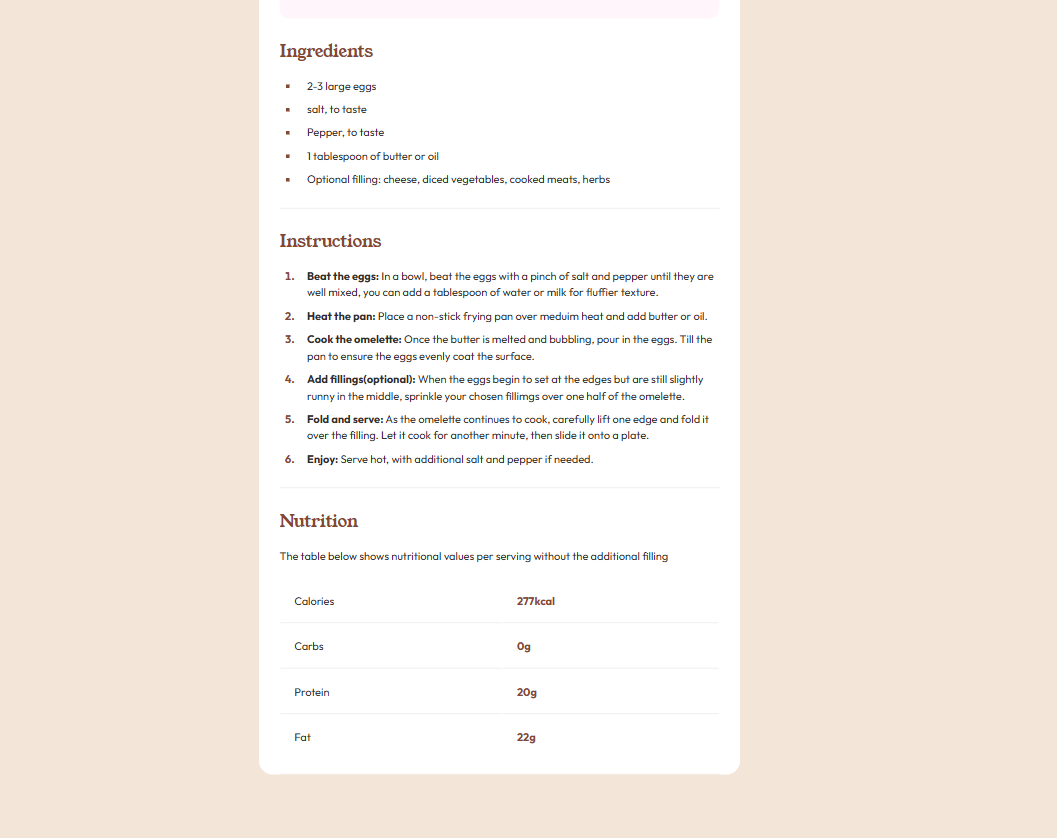 Ingredients
2-3 large eggs
salt, to taste
Pepper, to taste
1 tablespoon of butter or oil
Optional filling: cheese, diced vegetables, cooked meats, herbs
Instructions
1. Beat the eggs: In a bowl, beat the eggs with a pinch of salt and pepper until they are
well mixed, you can add a tablespoon of water or milk for fluffier texture.
2. Heat the pan: Place a non-stick frying pan over meduim heat and add butter or oil.
3. Cook the omelette: Once the butter is melted and bubbling, pour in the eggs. Till the
pan to ensure the eggs evenly coat the surface.
4. Add fillings(optional): When the eggs begin to set at the edges but are still slightly
runny in the middle, sprinkle your chosen fillimgs over one half of the omelette.
5. Fold and serve: As the omelette continues to cook, carefully lift one edge and fold it
over the filling. Let it cook for another minute, then slide it onto a plate.
6. Enjoy: Serve hot, with additional salt and pepper if needed.
Nutrition
The table below shows nutritional values per serving without the additional filling
Calories 277kcal
Carbs 0g
Protein 20g
Fat 22g